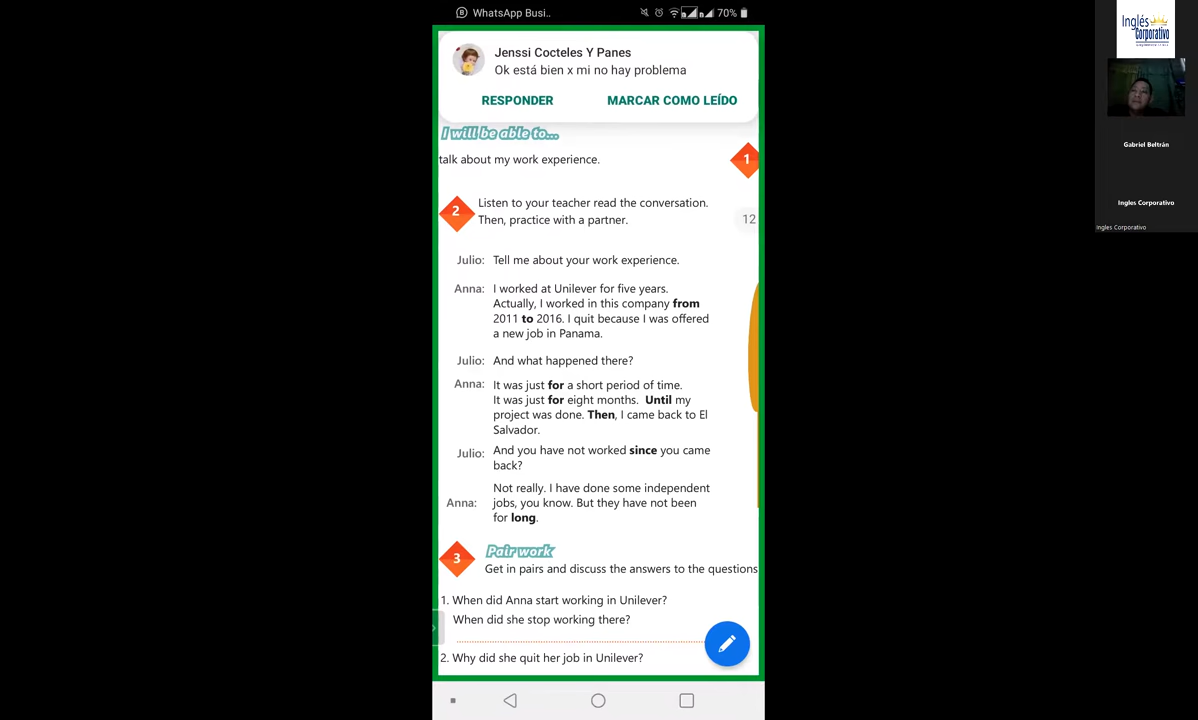 WhatsApp Busi..
70%
Jenssi Cocteles Y Panes
Ok está bien x mi no hay problema
RESPONDER MARCAR COMO LEÍDO
I will be able to...
talk about my work experience.
1
2
Listen to your teacher read the conversation.
Then, practice with a partner.
12
Julio: Tell me about your work experience.
Anna: I worked at Unilever for five years.
Actually, I worked in this company from
2011 to 2016. I quit because I was offered
a new job in Panama.
Julio: And what happened there?
Anna: It was just for a short period of time.
It was just for eight months. Until my
project was done. Then, I came back to El
Salvador.
Julio: And you have not worked since you came
back?
Anna: Not really. I have done some independent
jobs, you know. But they have not been
for long.
3
Pair work
Get in pairs and discuss the answers to the questions
1. When did Anna start working in Unilever?
When did she stop working there?
2. Why did she quit her job in Unilever?
Inglés
Corporativo
Gabriel Beltrán
Ingles Corporativo
Ingles Corporativo